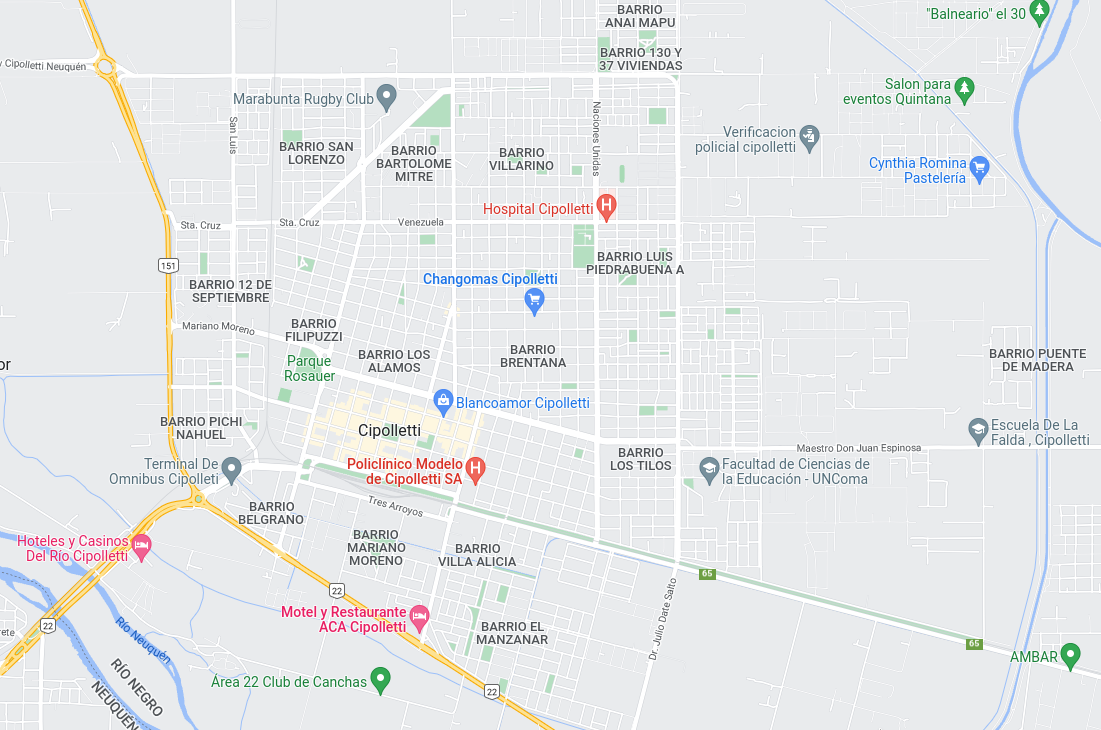 BARRIO
ANAI MAPU
"Balneario" el 30
BARRIO 130 Y
37 VIVIENDAS
Cipolletti Neuquén
Marabunta Rugby Club
Salon para
eventos Quintana
San Luis
Naciones Unidas
Verificacion
policial cipolletti
BARRIO SAN
LORENZO
BARRIO
BARTOLOME
MITRE
BARRIO
VILLARINO
Cynthia Romina
Pastelería
Hospital Cipolletti
Sta. Cruz
Sta. Cruz
Venezuela
151
BARRIO LUIS
PIEDRABUENA A
Changomas Cipolletti
BARRIO 12 DE
SEPTIEMBRE
Mariano Moreno
BARRIO
FILIPUZZI
Parque
Rosauer
BARRIO LOS
ALAMOS
BARRIO
BRENTANA
BARRIO PUENTE
DE MADERA
or
Blancoamor Cipolletti
BARRIO PICHI
NAHUEL
Cipolletti
Escuela De La
Falda , Cipolletti
Maestro Don Juan Espinosa
Terminal De
Omnibus Cipolleti
Policlínico Modelo
de Cipolletti SA
BARRIO
LOS TILOS
Facultad de Ciencias de
la Educación - UNComa
Tres Arroyos
BARRIO
BELGRANO
Hoteles y Casinos
Del Río Cipolletti
BARRIO
MARIANO
MORENO
BARRIO
VILLA ALICIA
65
22
Motel y Restaurante
ACA Cipolletti
22
BARRIO EL
MANZANAR
Dr. Julio Dante Salto
65
Río Neuquén
AMBAR
RÍO NEGRO
NEUQUÉN
Área 22 Club de Canchas
22